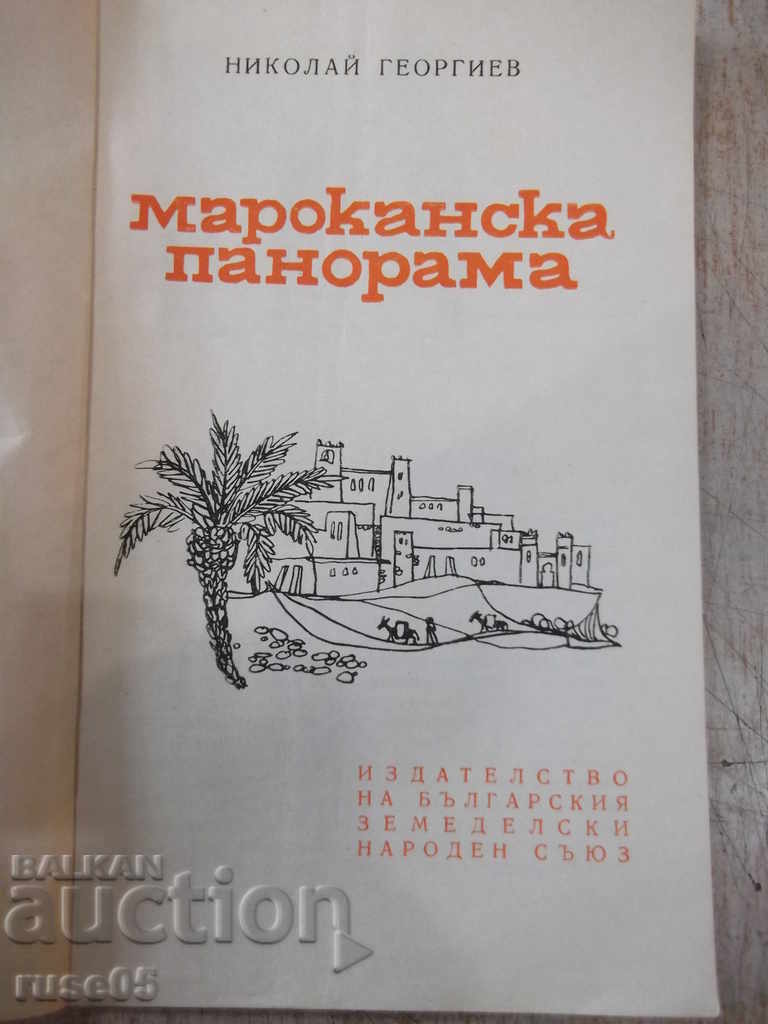 НИКОЛАЙ ГЕОРГИЕВ
мароканска
панорама
ИЗДАТЕЛСТВО
НА БЪЛГАРСКИЯ
ЗЕМЕДЕЛСКИ
НАРОДЕН СЪЮЗ
BALKAN
auction
ruse05